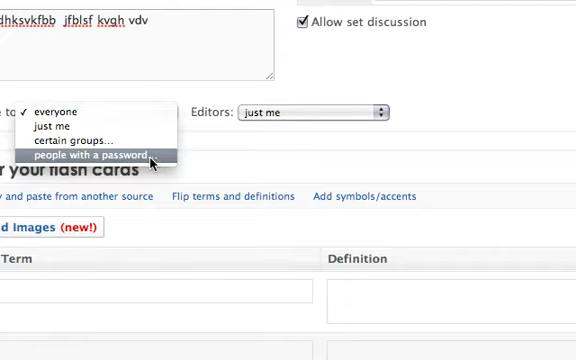 dhksvkfbb jfblsf kvgh vdv
Allow set discussion
e to ✓ everyone
just me
certain groups...
people with a password...
Editors: just me
r your flash cards
y and paste from another source Flip terms and definitions Add symbols/accents
d Images (new!)
Term Definition